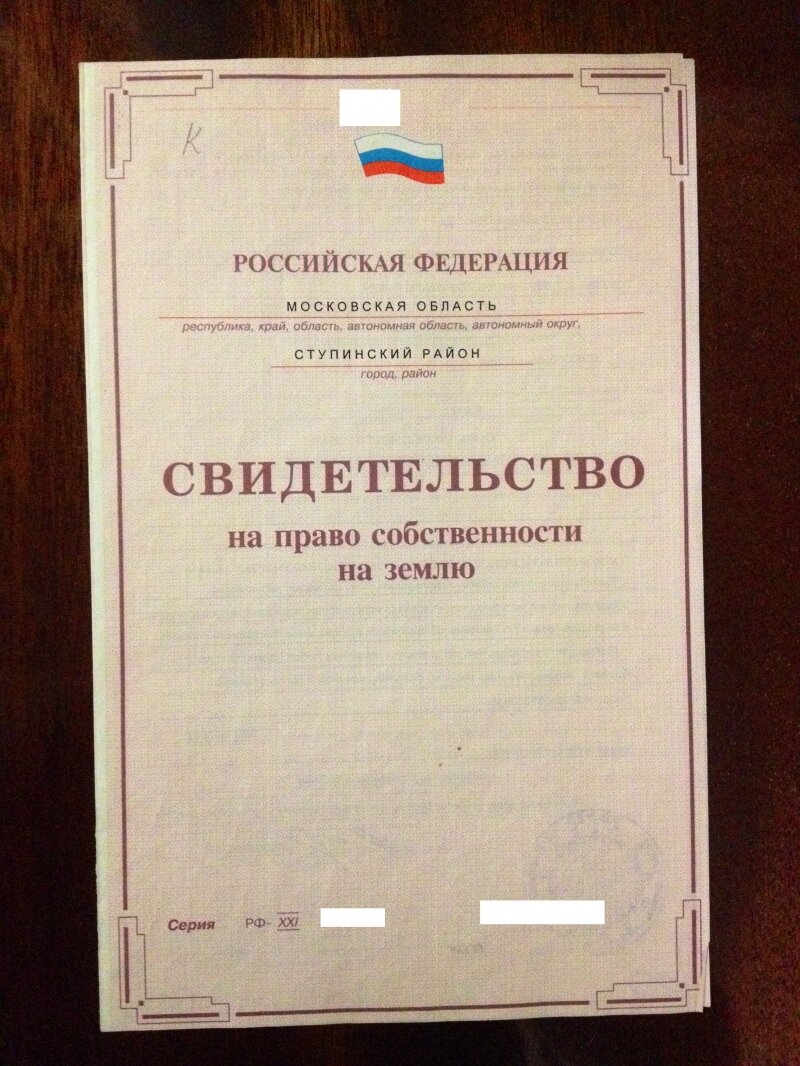 К
РОССИЙСКАЯ ФЕДЕРАЦИЯ
МОСКОВСКАЯ ОБЛАСТЬ
республика, край, область, автономная область, автономный округ,
СТУПИНСКИЙ РАЙОН
город, район
СВИДЕТЕЛЬСТВО
на право собственности
на землю
Серия РФ- XXI